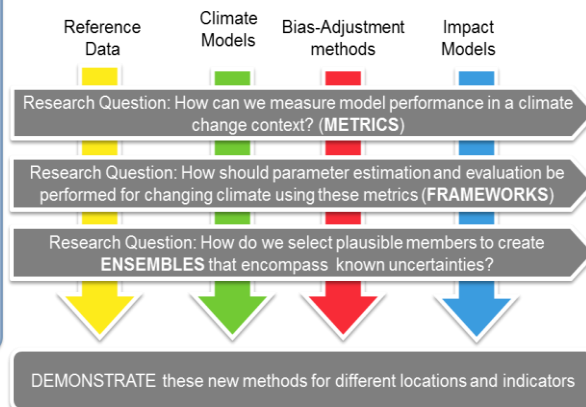 Reference
Data
Climate
Models
Bias-Adjustment
methods
Impact
Models
Research Question: How can we measure model performance in a climate
change context? (METRICS)
Research Question: How should parameter estimation and evaluation be
performed for changing climate using these metrics (FRAMEWORKS)
Research Question: How do we select plausible members to create
ENSEMBLES that encompass known uncertainties?
DEMONSTRATE these new methods for different locations and indicators